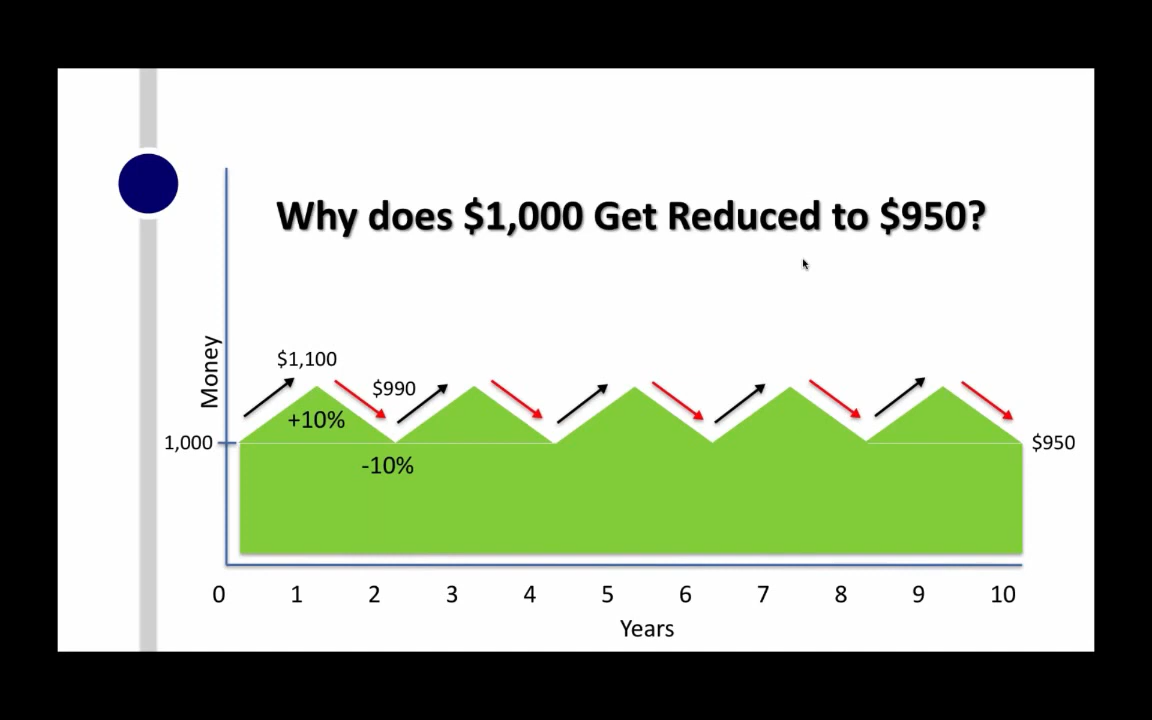 Why does $1,000 Get Reduced to $950?
Money
$1,100
$990
+10%
1,000
$950
-10%
0 1 2 3 4 5 6 7 8 9 10
Years